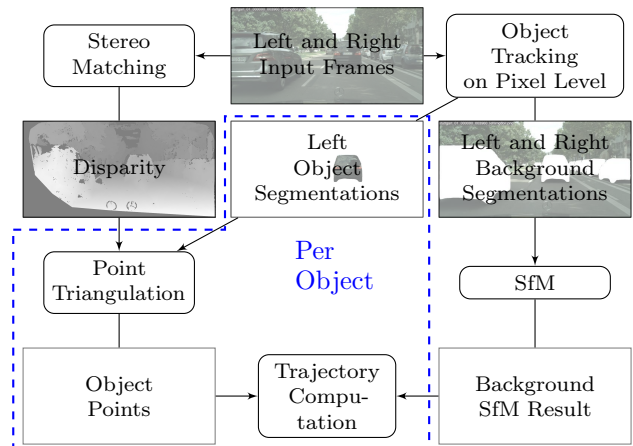 Stereo
Matching
Left and Right
Input Frames
Object
Tracking
on Pixel Level
Disparity
Left
Object
Segmentations
Left and Right
Background
Segmentations
Per
Object
Point
Triangulation
SfM
Object
Points
Trajectory
Compu-
tation
Background
SfM Result